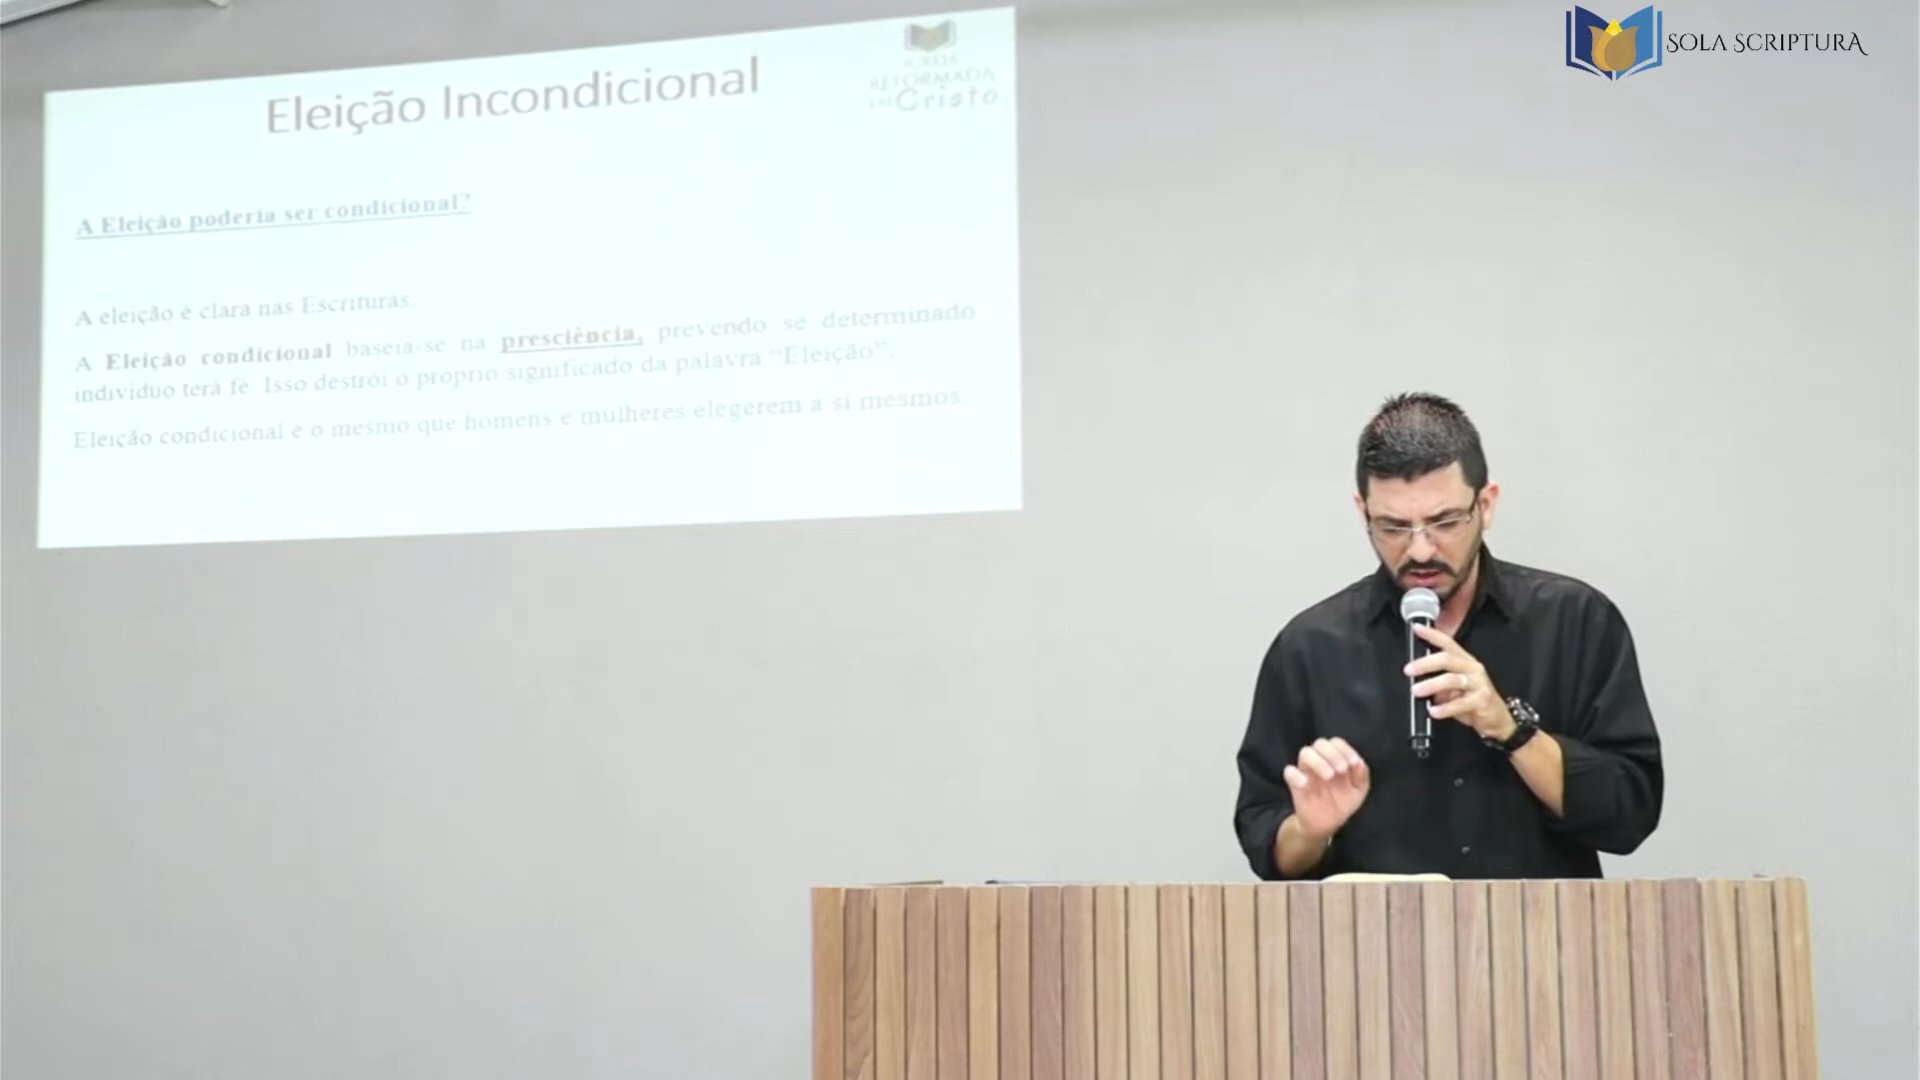 SOLA SCRIPTURA
Eleição Incondicional
IGREJA
REFORMADA
EM Cristo
A Eleição poderia ser condicional?
A eleição é clara nas Escrituras.
A Eleição condicional baseia-se na presciência, prevendo se determinado
indivíduo terá fé. Isso destrói o próprio significado da palavra “Eleição”.
Eleição condicional é o mesmo que homens e mulheres elegerem a si mesmos.